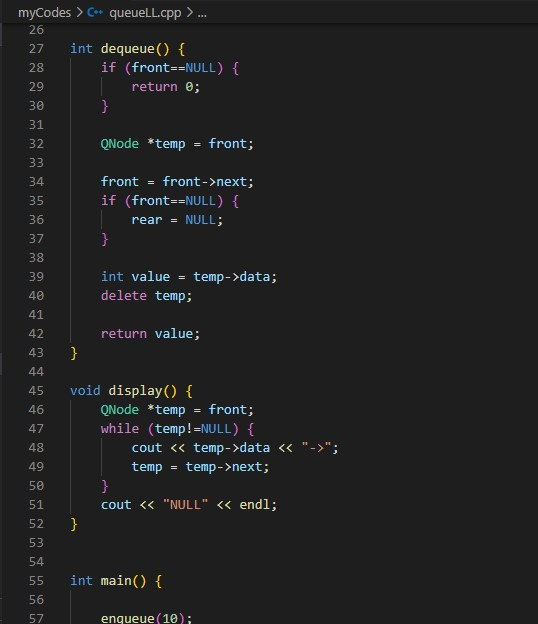 myCodes > C++ queueLL.cpp > ...
26
27 int dequeue() {
28     if (front==NULL) {
29         return 0;
30     }
31
32     QNode *temp = front;
33
34     front = front->next;
35     if (front==NULL) {
36         rear = NULL;
37     }
38
39     int value = temp->data;
40     delete temp;
41
42     return value;
43 }
44
45 void display() {
46     QNode *temp = front;
47     while (temp!=NULL) {
48         cout << temp->data << "->";
49         temp = temp->next;
50     }
51     cout << "NULL" << endl;
52 }
53
54
55 int main() {
56
57     enqueue(10);